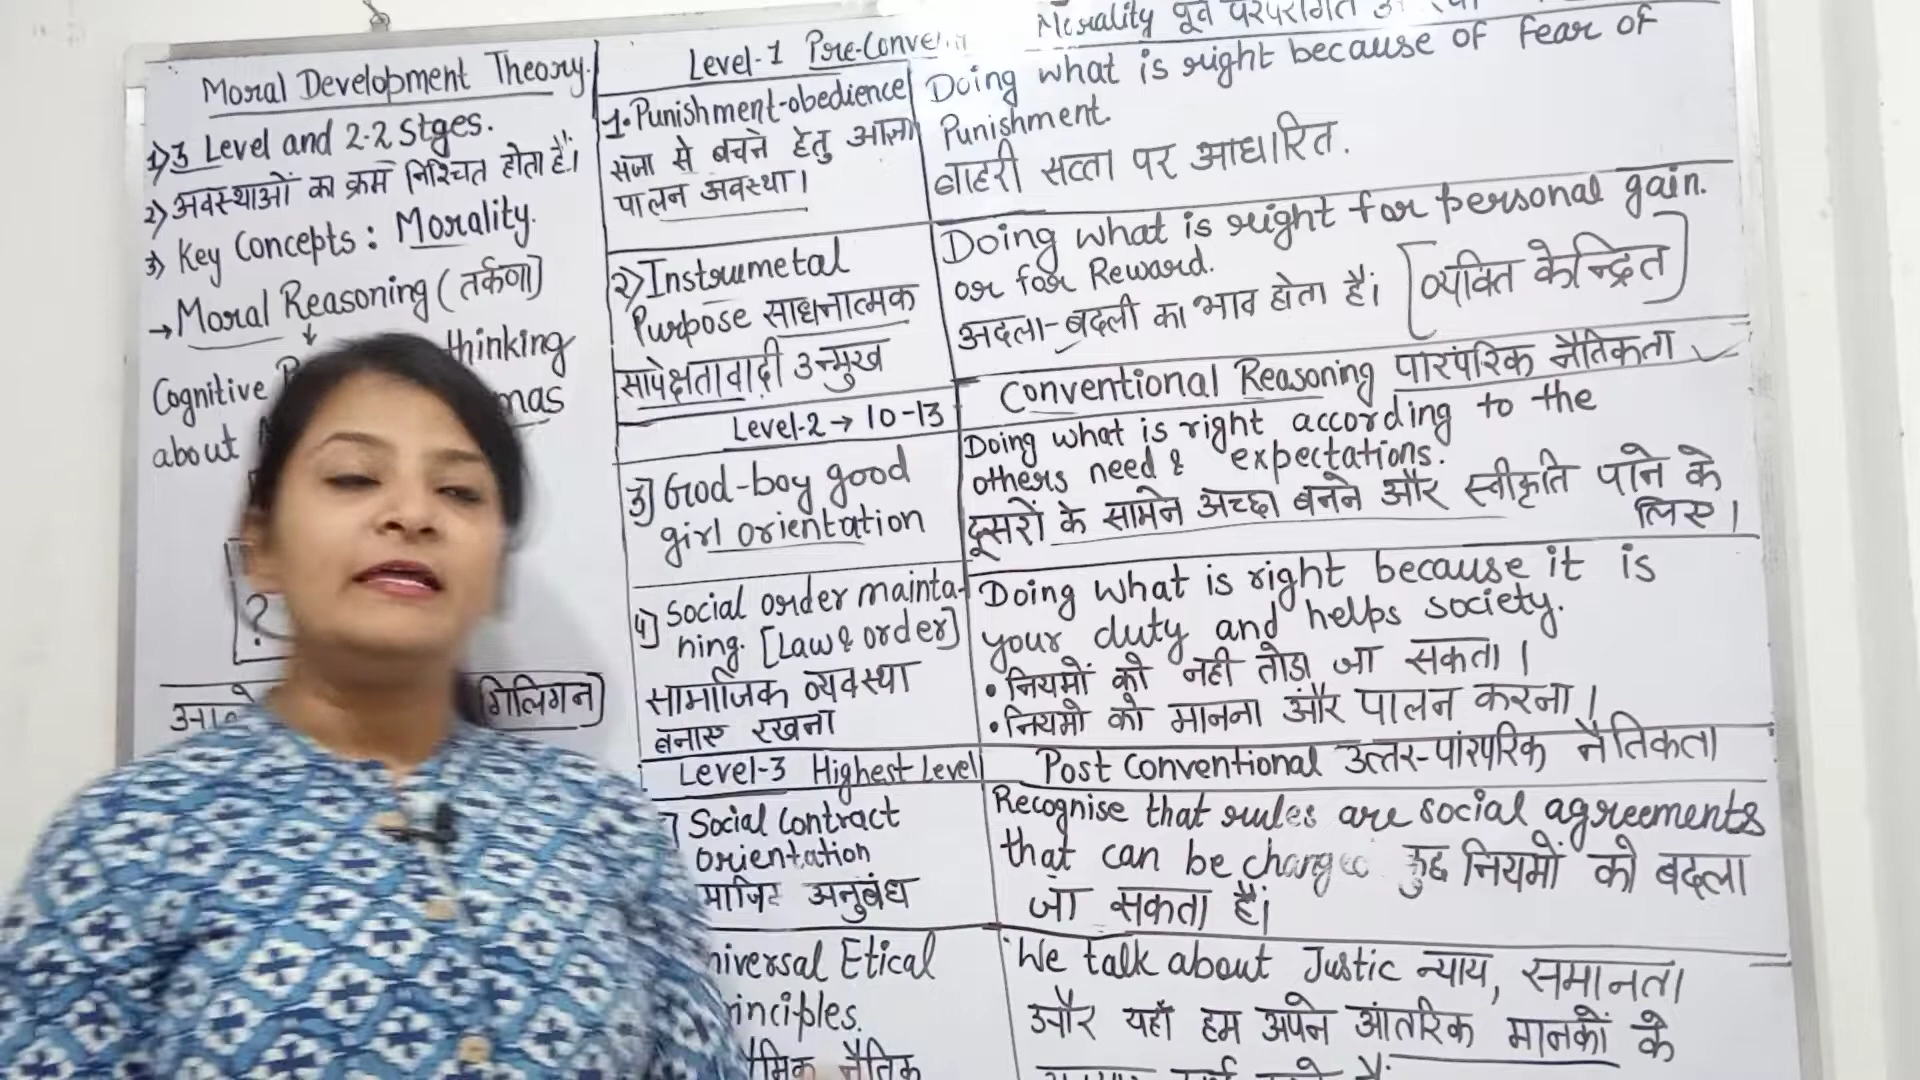 Moral Development Theory.
1) 3 Level and 2-2 Stges.
2) अवस्थाओं का क्रम निश्चित होता है।
3) Key Concepts: Morality.
→ Moral Reasoning (तर्कणा)
Cognitive thinking
about
?
गिलिगन)
Level-1 Pre-Conve Morality पूर्व
1. Punishment-obedience
सजा से बचने हेतु आज्ञा
पालन अवस्था।
Doing what is right because of fear of
Punishment.
बाहरी सत्ता पर आधारित.
2) Instrumetal
Purpose साधनात्मक
सापेक्षतावादी उन्मुख
Doing what is right for personal gain.
or for Reward.
अदला-बदली का भाव होता है। [व्यक्ति केन्द्रित]
Level-2 → 10-13
Conventional Reasoning पारंपरिक नैतिकता
3] God-boy good
girl orientation
Doing what is right according to the
others need & expectations.
दूसरों के सामने अच्छा बनने और स्वीकृति पाने के
लिए।
4] Social order mainta-
ning. [Law & order]
सामाजिक व्यवस्था
बनाए रखना
Doing what is right because it is
your duty and helps society.
• नियमों को नही तोडा जा सकता।
• नियमो को मानना और पालन करना।
Level-3 Highest Level
Post Conventional उत्तर-पांरपरिक नैतिकता
Social Contract
orientation
अनुबंध
Recognise that rules are social agreements
that can be change कुछ नियमों को बदला
जा सकता है।
niversal Etical
inciples.
नैतिक
We talk about Justic न्याय, समानता
और यहाँ हम अपने आंतरिक मानकों के